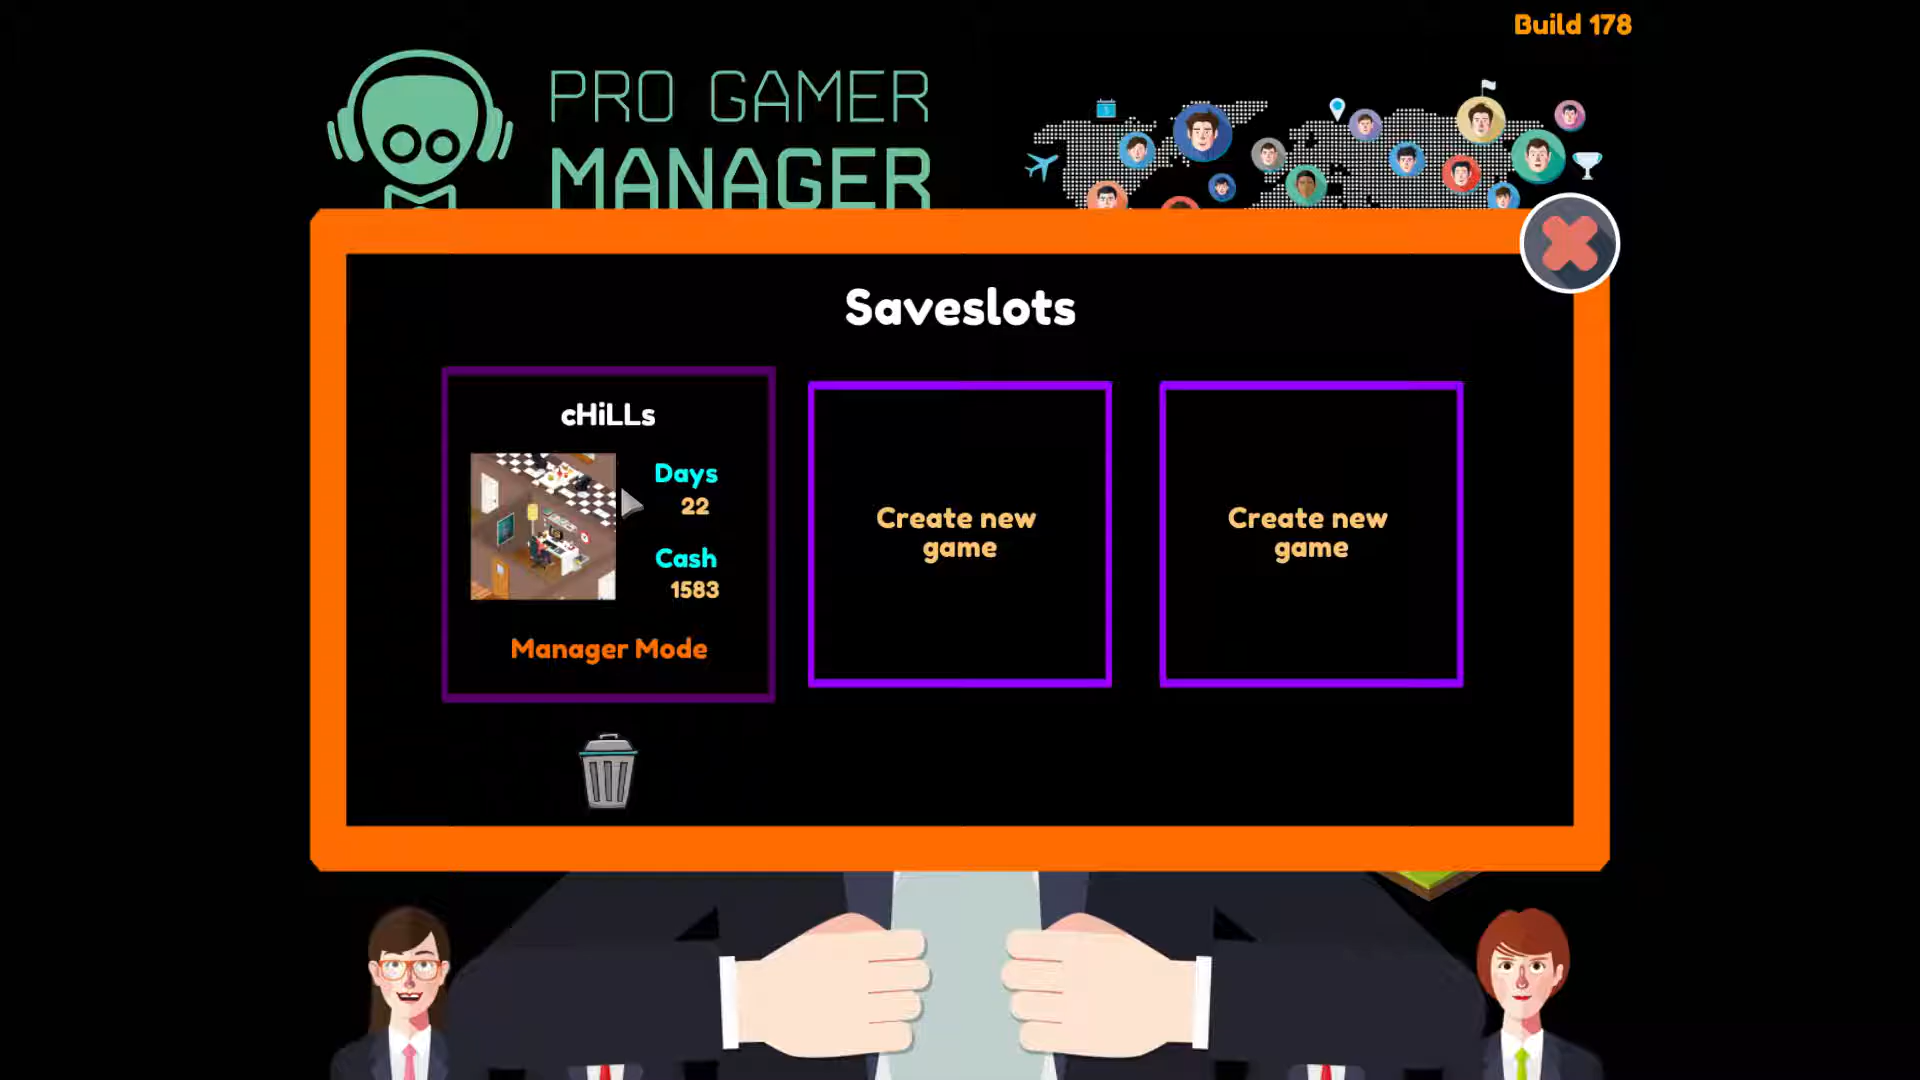 Build 178
PRO GAMER
MANAGER
Saveslots
cHiLLs
Days
22
Cash
1583
Manager Mode
Create new
game
Create new
game